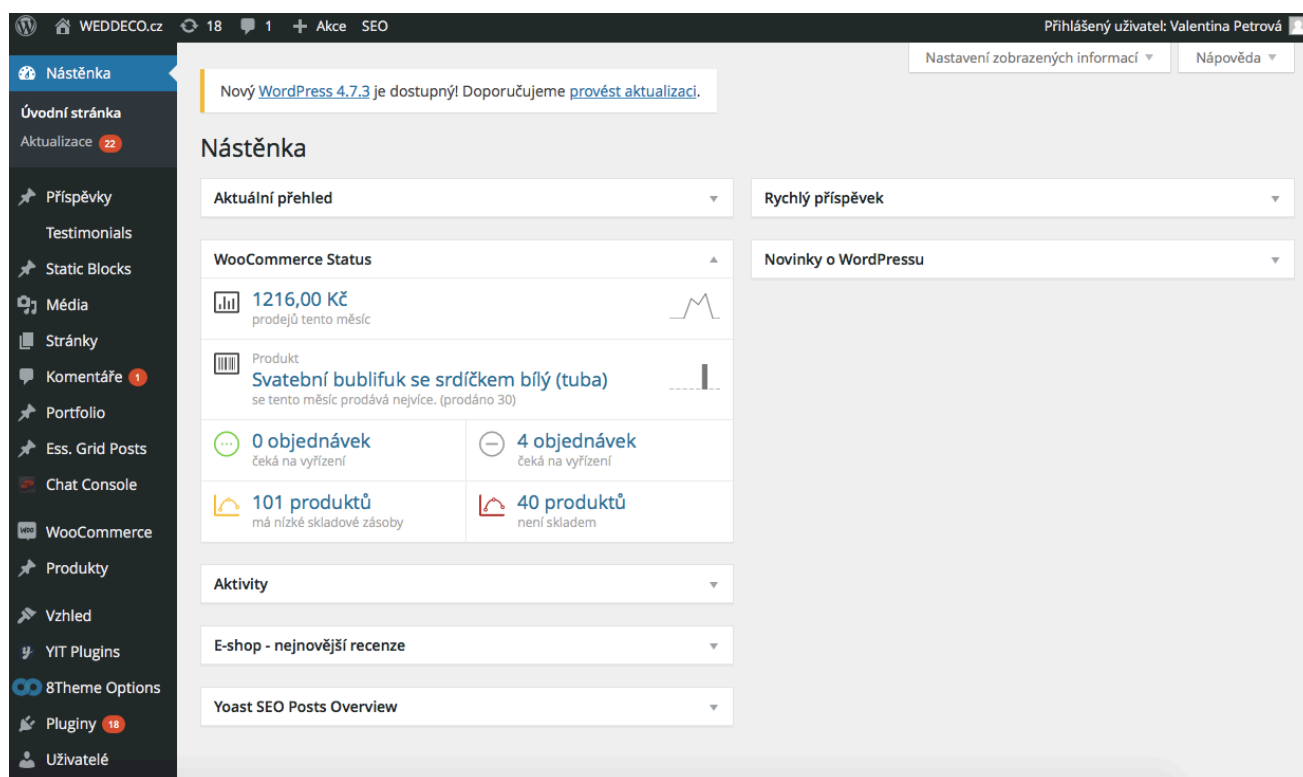 WEDDECO.cz 18 1 Akce SEO Přihlášený uživatel: Valentina Petrová
Nastavení zobrazených informací Nápověda
Nástěnka
Úvodní stránka
Aktualizace 22
Příspěvky
Testimonials
Static Blocks
Média
Stránky
Komentáře 1
Portfolio
Ess. Grid Posts
Chat Console
WooCommerce
Produkty
Vzhled
YIT Plugins
8Theme Options
Pluginy 18
Uživatelé
Nový WordPress 4.7.3 je dostupný! Doporučujeme provést aktualizaci.
Nástěnka
Aktuální přehled
WooCommerce Status
1216,00 Kč
prodejů tento měsíc
Produkt
Svatební bublifuk se srdíčkem bílý (tuba)
se tento měsíc prodává nejvíce. (prodáno 30)
0 objednávek
čeká na vyřízení
4 objednávek
čeká na vyřízení
101 produktů
má nízké skladové zásoby
40 produktů
není skladem
Aktivity
E-shop - nejnovější recenze
Yoast SEO Posts Overview
Rychlý příspěvek
Novinky o WordPressu